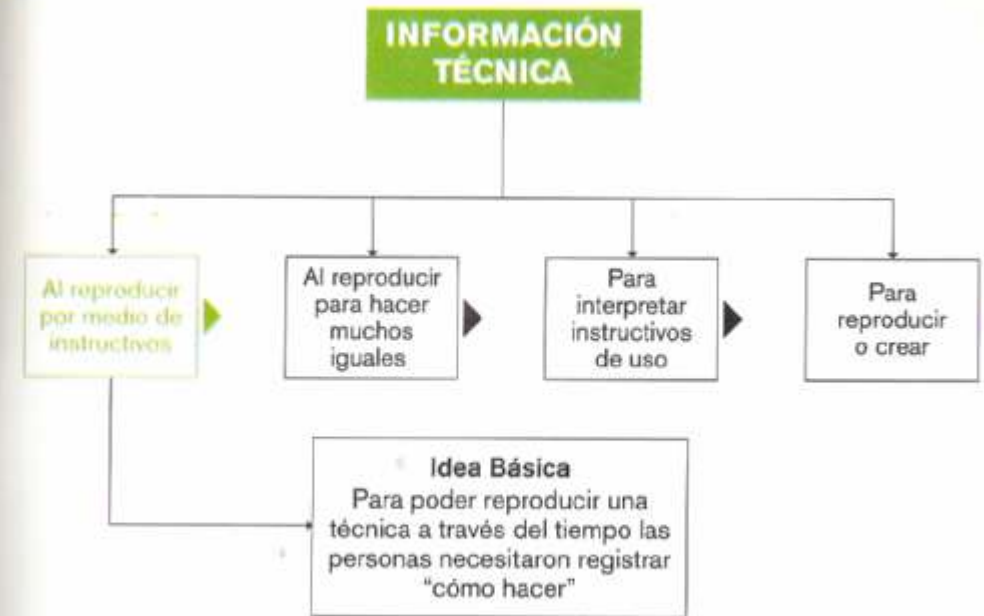 INFORMACIÓN
TÉCNICA
Al reproducir
por medio de
instructivos
Al reproducir
para hacer
muchos
iguales
Para
interpretar
instructivos
de uso
Para
reproducir
o crear
Idea Básica
Para poder reproducir una
técnica a través del tiempo las
personas necesitaron registrar
“cómo hacer”